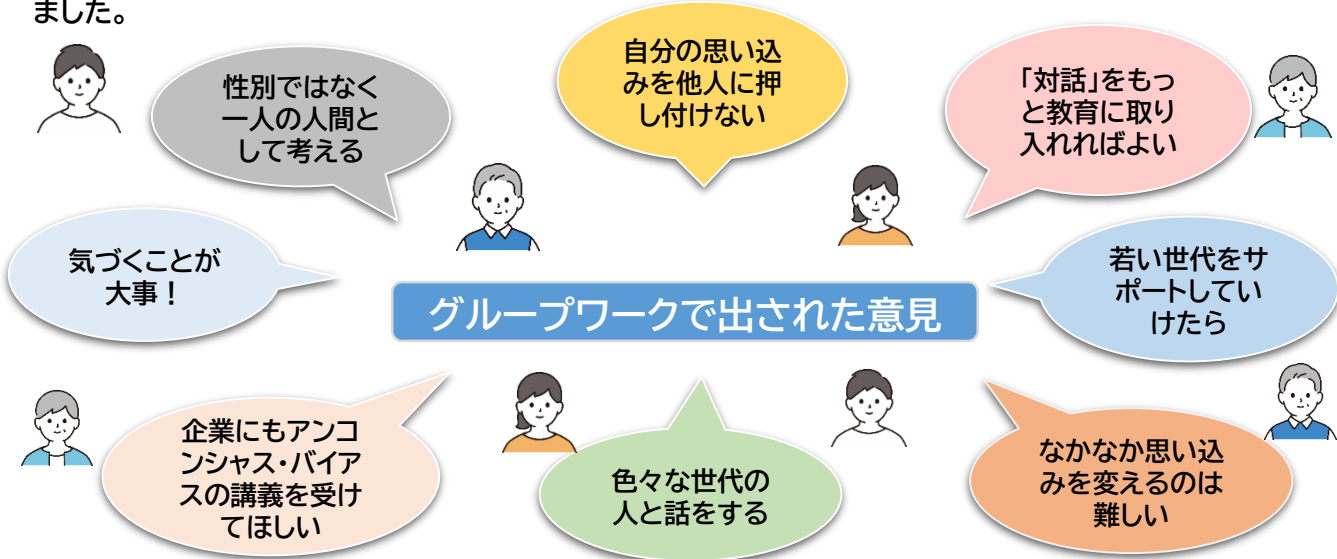 ました。
性別ではなく
一人の人間と
して考える
自分の思い込
みを他人に押
し付けない
「対話」をもっ
と教育に取り
入れればよい
気づくことが
大事！
グループワークで出された意見
若い世代をサ
ポートしてい
けたら
企業にもアンコ
ンシャス・バイア
スの講義を受け
てほしい
色々な世代の
人と話をする
なかなか思い込
みを変えるのは
難しい